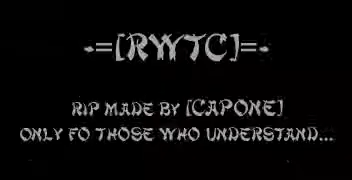 -=[RWTC]=-
RIP MADE BY [CAPONE]
ONLY FO THOSE WHO UNDERSTAND...